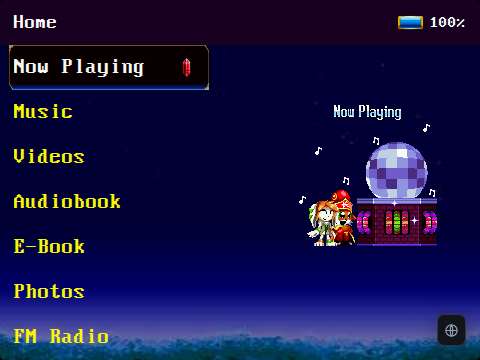 Home
100%
Now Playing
Music
Videos
Audiobook
E-Book
Photos
FM Radio
Now Playing